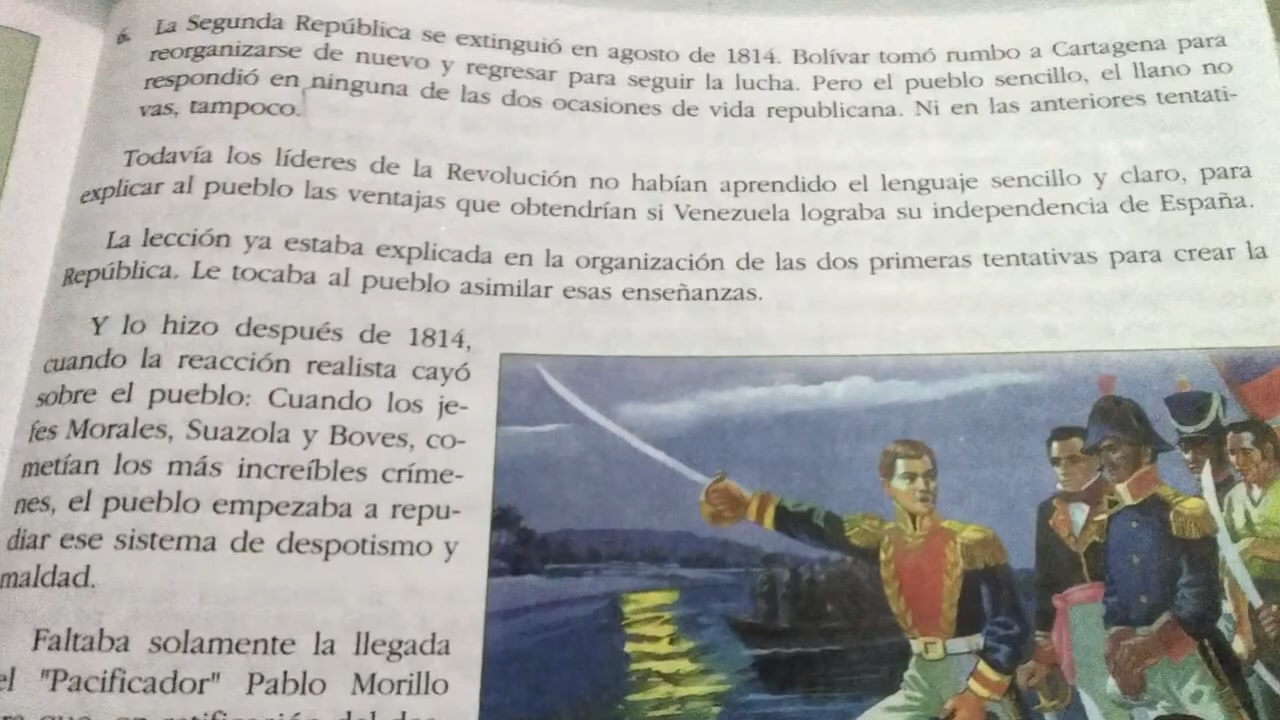 6. La Segunda República se extinguió en agosto de 1814. Bolívar tomó rumbo a Cartagena para
reorganizarse de nuevo y regresar para seguir la lucha. Pero el pueblo sencillo, el llano no
respondió en ninguna de las dos ocasiones de vida republicana. Ni en las anteriores tentati-
vas, tampoco.
Todavía los líderes de la Revolución no habían aprendido el lenguaje sencillo y claro, para
explicar al pueblo las ventajas que obtendrían si Venezuela lograba su independencia de España.
La lección ya estaba explicada en la organización de las dos primeras tentativas para crear la
República. Le tocaba al pueblo asimilar esas enseñanzas.
Y lo hizo después de 1814,
cuando la reacción realista cayó
sobre el pueblo: Cuando los je-
fes Morales, Suazola y Boves, co-
metían los más increíbles críme-
nes, el pueblo empezaba a repu-
diar ese sistema de despotismo y
maldad.
Faltaba solamente la llegada
el "Pacificador" Pablo Morillo